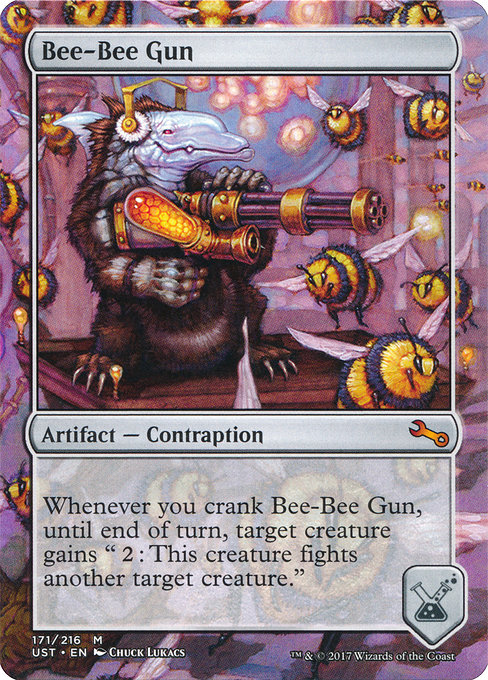 Bee-Bee Gun
Artifact — Contraption
Whenever you crank Bee-Bee Gun,
until end of turn, target creature
gains “ 2 : This creature fights
another target creature.”
171/216 M
UST • EN Chuck Lukacs
™ & © 2017 Wizards of the Coast